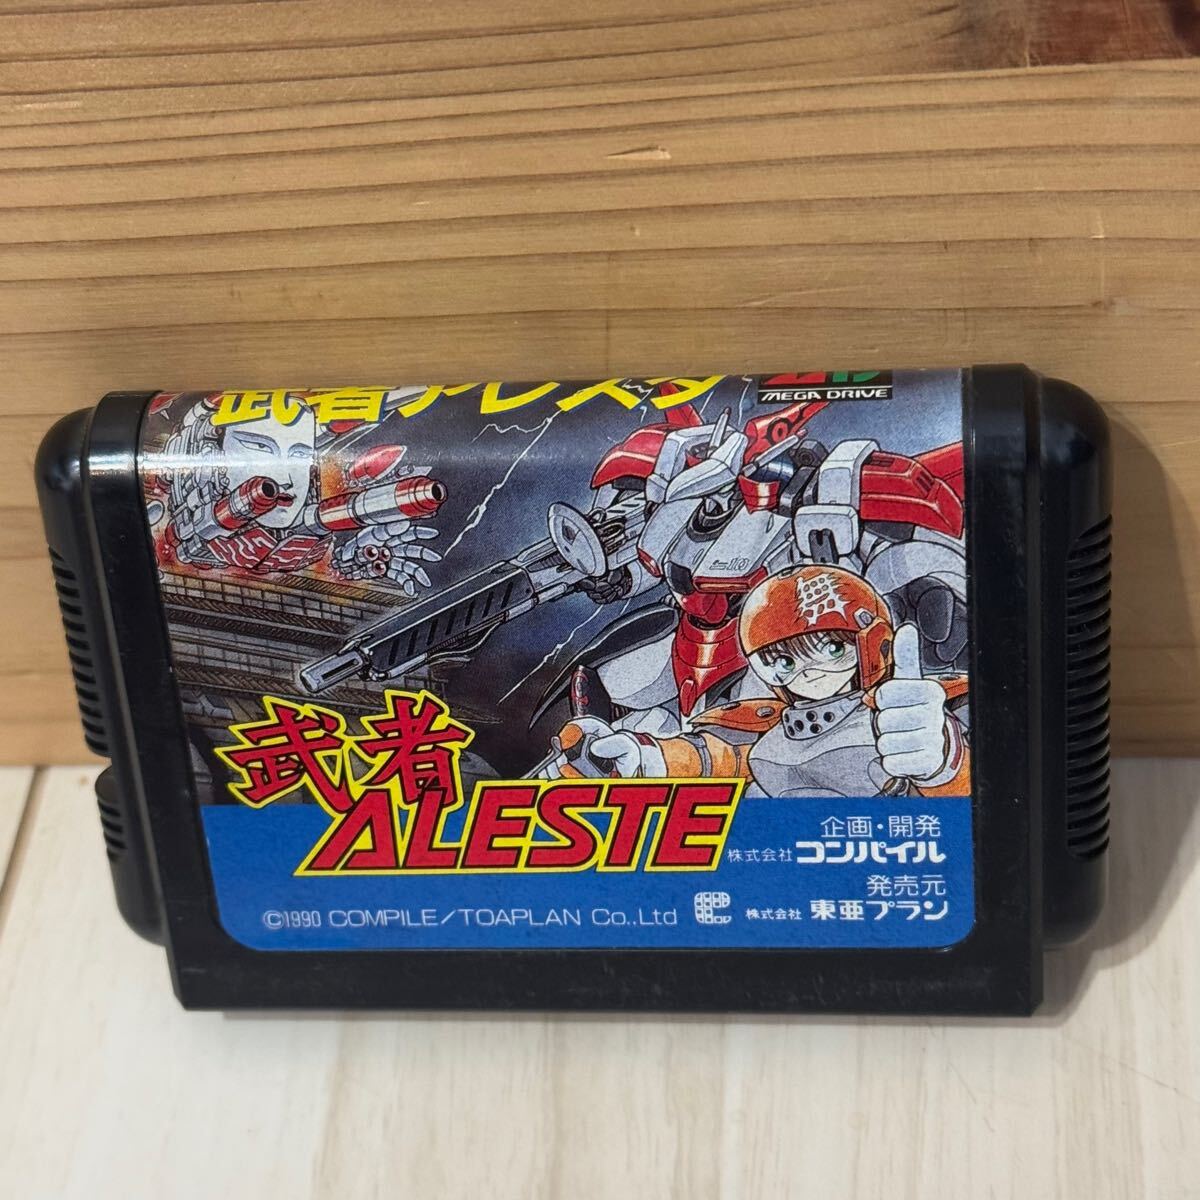 武者アレスタ
MEGA DRIVE
武者
ALESTE
企画・開発
株式会社 コンパイル
発売元
株式会社 東亜プラン
©1990 COMPILE/TOAPLAN Co.,Ltd